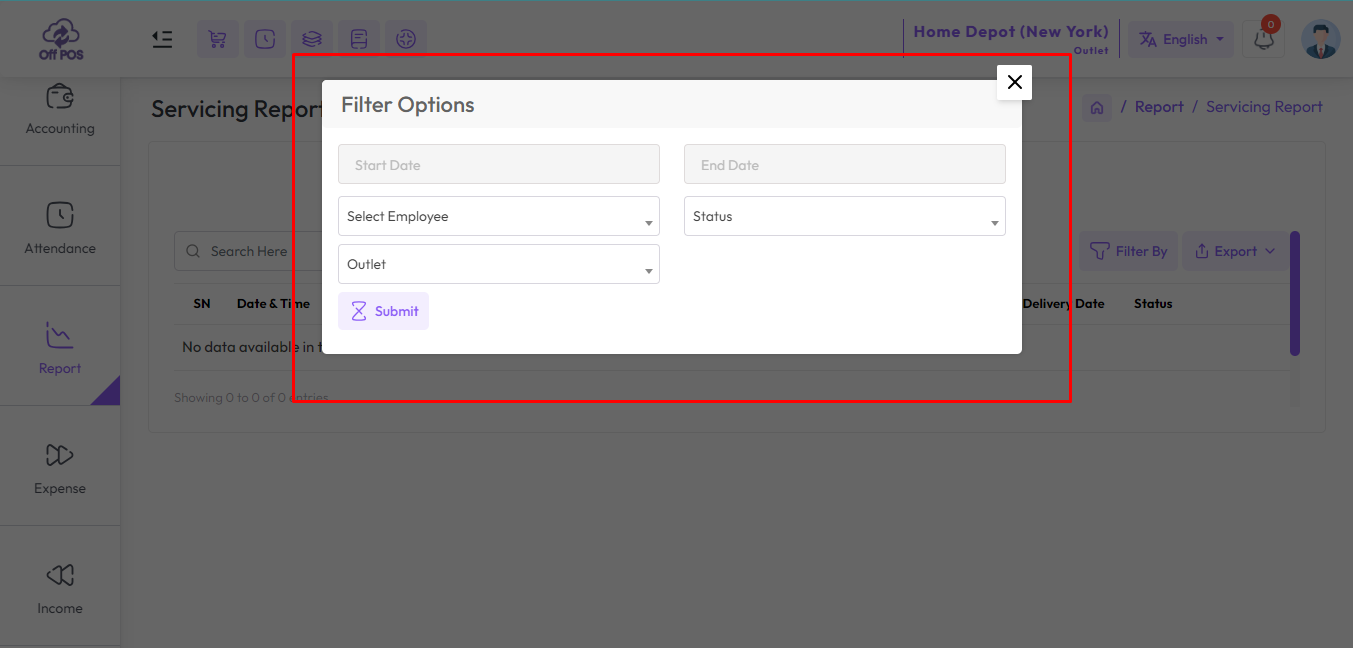 Off POS
Home Depot (New York)
Outlet
English
0
Accounting
Attendance
Report
Expense
Income
Servicing Report
/ Report / Servicing Report
Filter Options
Start Date
End Date
Select Employee
Status
Outlet
Submit
Search Here
Filter By
Export
SN Date & Time Delivery Date Status
No data available in t
Showing 0 to 0 of 0 entries